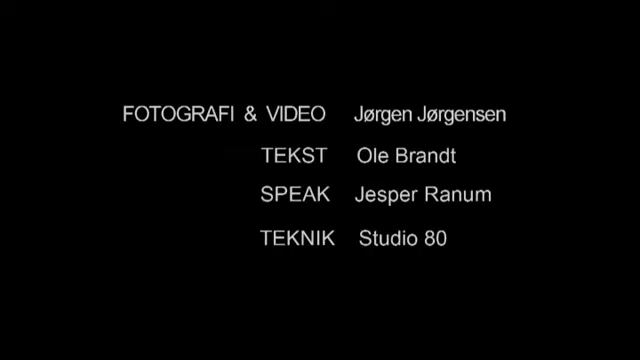 FOTOGRAFI & VIDEO Jørgen Jørgensen
TEKST Ole Brandt
SPEAK Jesper Ranum
TEKNIK Studio 80